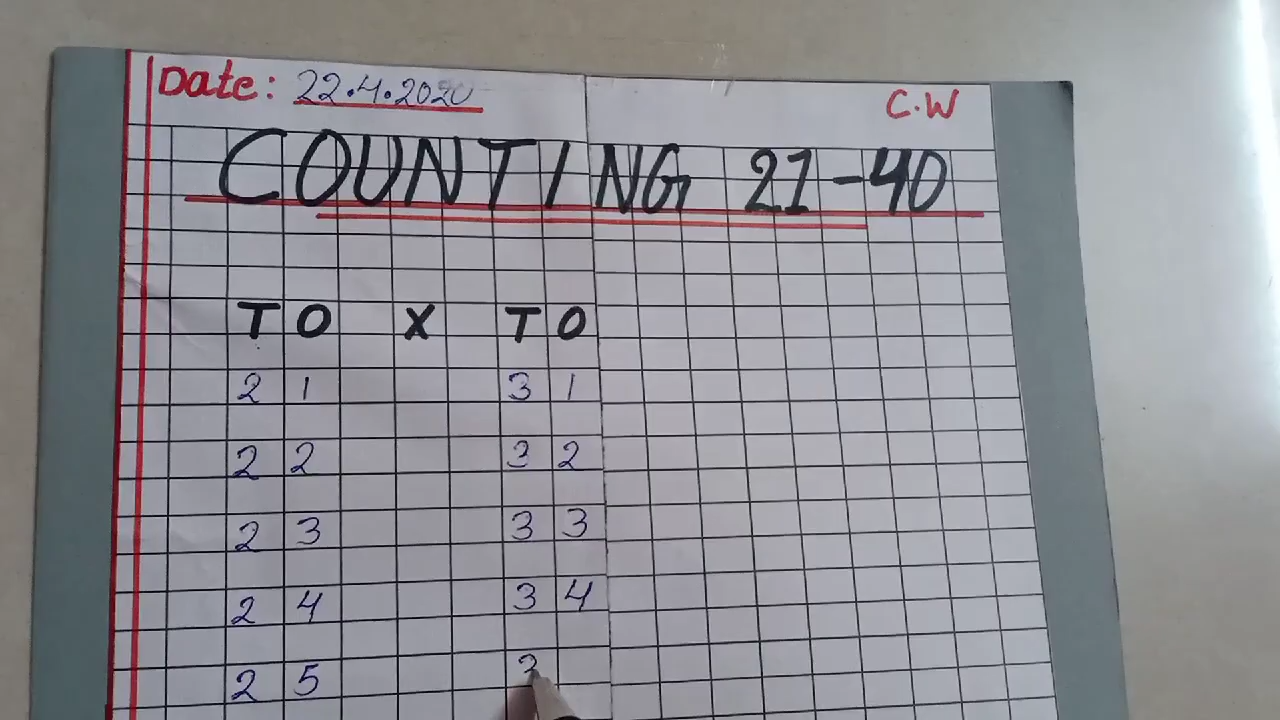 Date: 22.4.2020 C.W
COUNTING 21-40
T O X T O
2 1 3 1
2 2 3 2
2 3 3 3
2 4 3 4
2 5 3